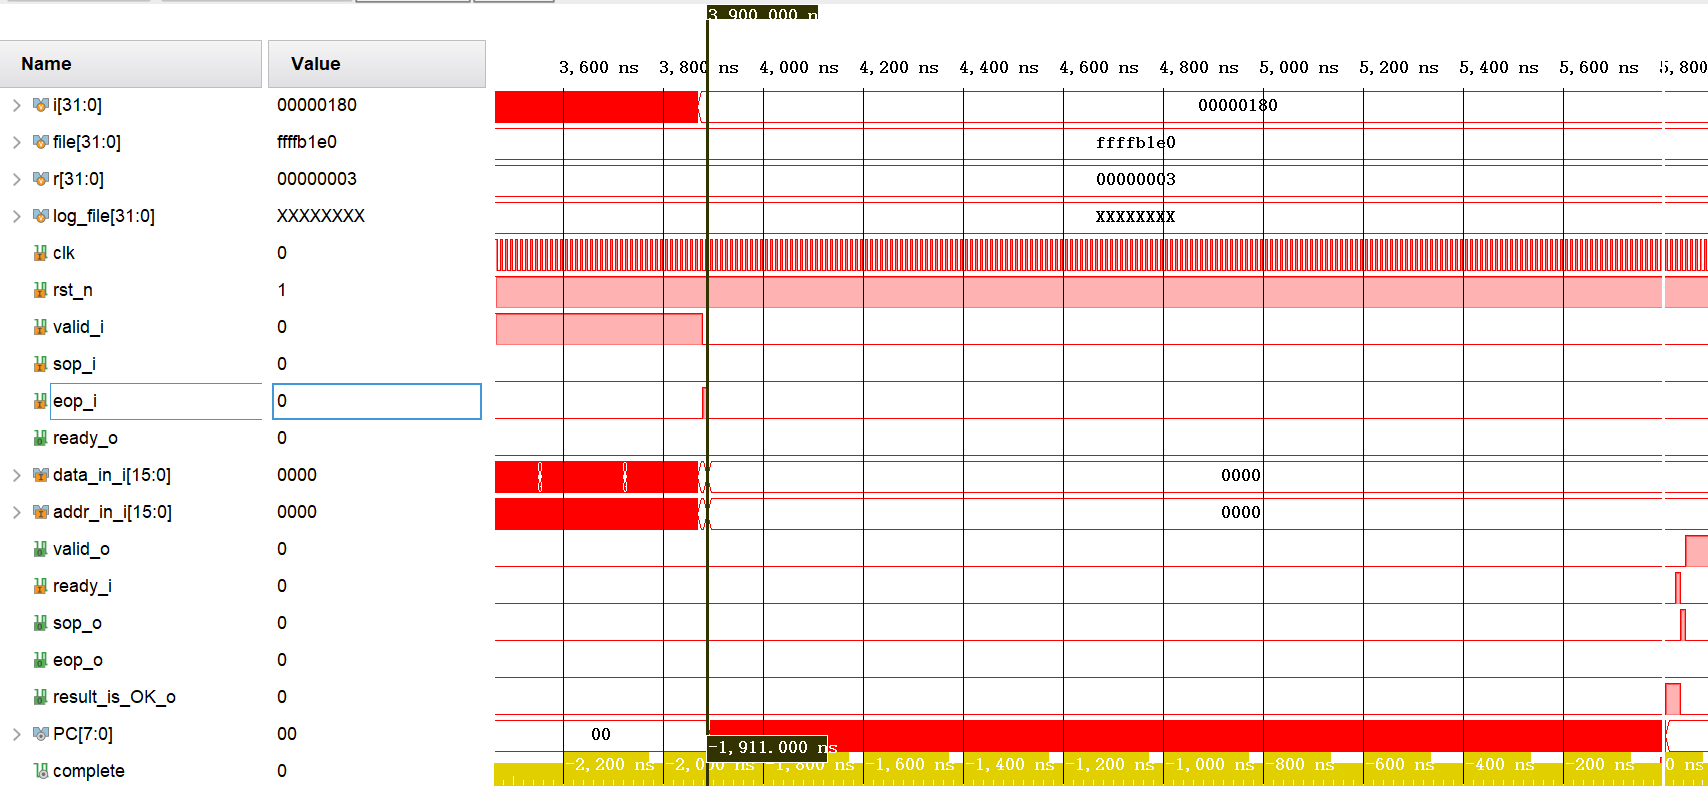 3,900.000 n
Name Value
3,600 ns 3,800 ns 4,000 ns 4,200 ns 4,400 ns 4,600 ns 4,800 ns 5,000 ns 5,200 ns 5,400 ns 5,600 ns 5,800
i[31:0] 00000180 00000180
file[31:0] ffffb1e0 ffffb1e0
r[31:0] 00000003 00000003
log_file[31:0] XXXXXXXX XXXXXXXX
clk 0
rst_n 1
valid_i 0
sop_i 0
eop_i 0
ready_o 0
data_in_i[15:0] 0000 0000
addr_in_i[15:0] 0000 0000
valid_o 0
ready_i 0
sop_o 0
eop_o 0
result_is_OK_o 0
PC[7:0] 00 00
-1,911.000 ns
complete 0
-2,200 ns -2,000 ns -1,800 ns -1,600 ns -1,400 ns -1,200 ns -1,000 ns -800 ns -600 ns -400 ns -200 ns 0 ns